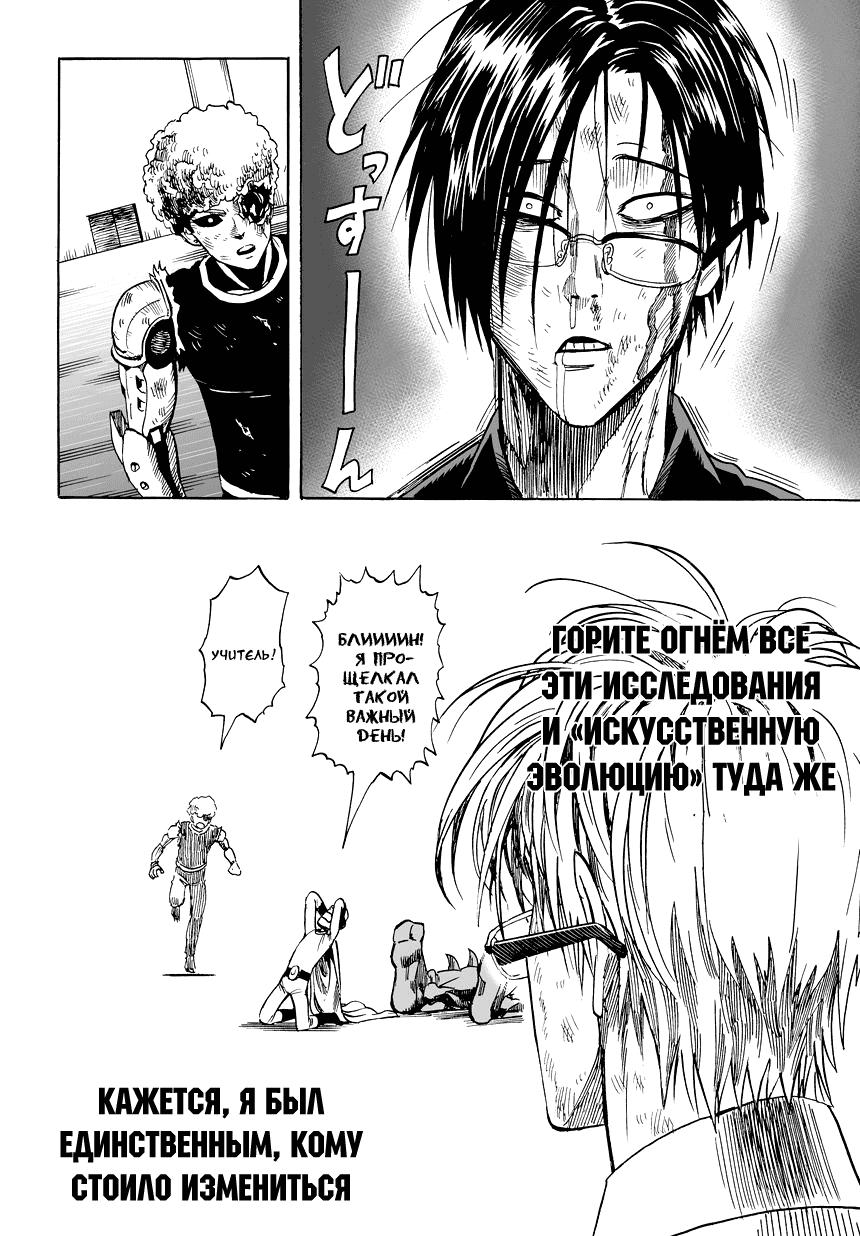 どっすーーん
УЧИТЕЛЬ!
БЛИИИИН!
Я ПРО-
ЩЕЛКАЛ
ТАКОЙ
ВАЖНЫЙ
ДЕНЬ!
ГОРИТЕ ОГНЁМ ВСЕ
ЭТИ ИССЛЕДОВАНИЯ
И «ИСКУССТВЕННУЮ
ЭВОЛЮЦИЮ» ТУДА ЖЕ
КАЖЕТСЯ, Я БЫЛ
ЕДИНСТВЕННЫМ, КОМУ
СТОИЛО ИЗМЕНИТЬСЯ